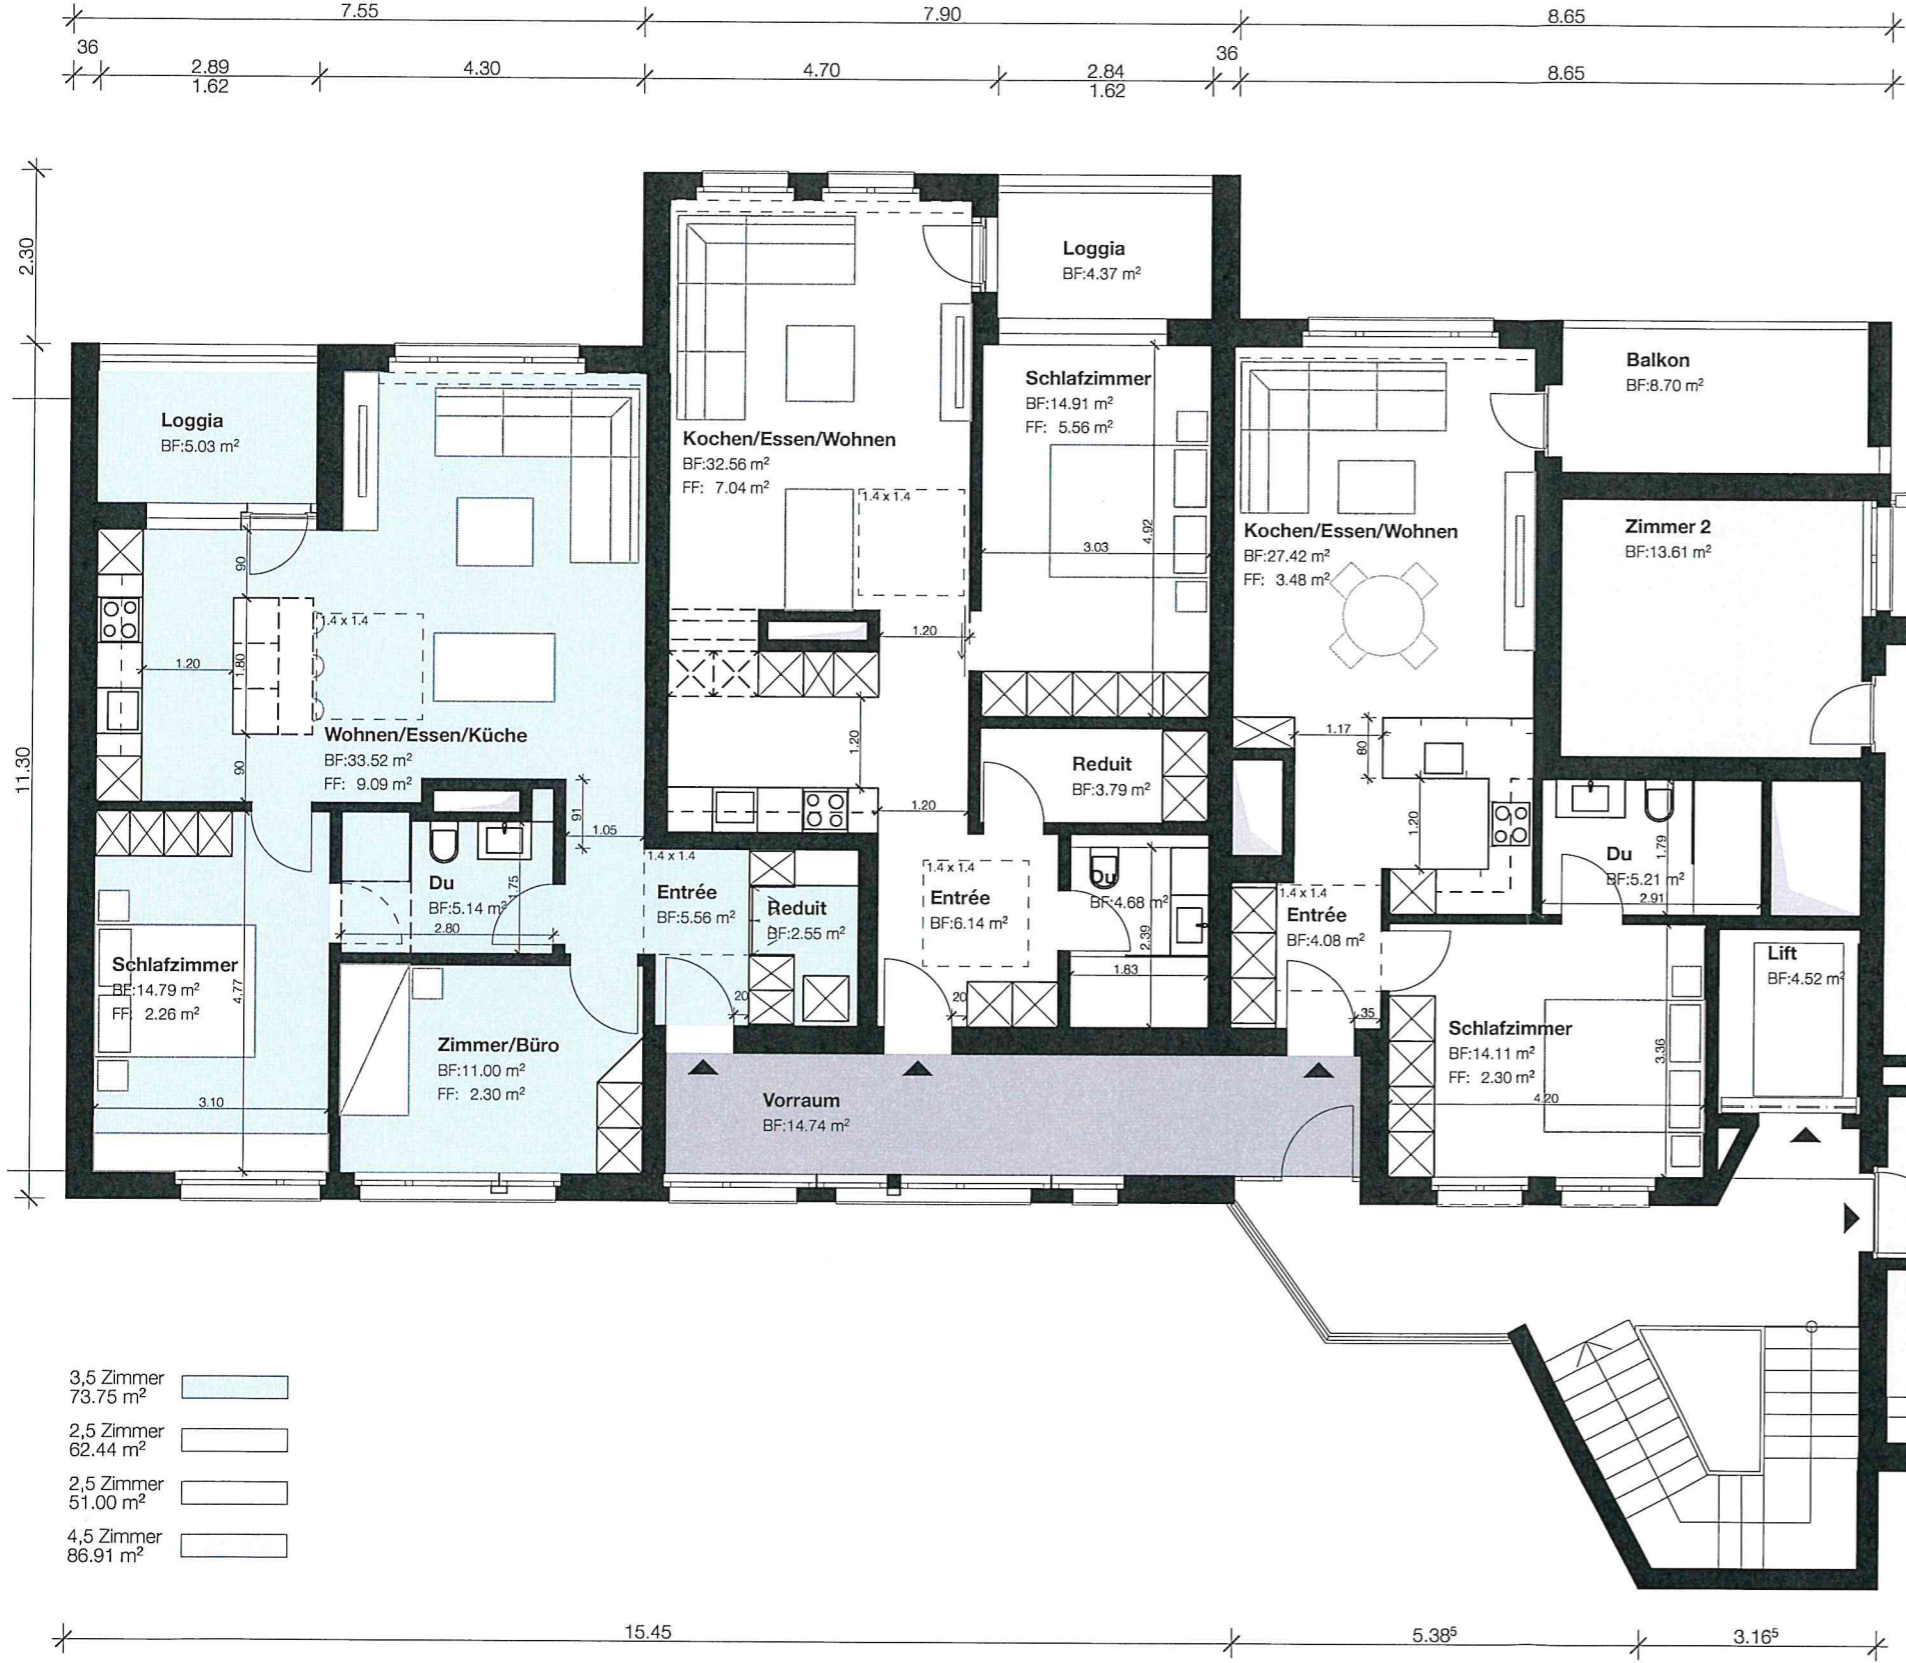 7.55
7.90
8.65
36
2.89
1.62
4.30
4.70
2.84
1.62
36
8.65
2.30
11.30
Loggia
BF:4.37 m²
Balkon
BF:8.70 m²
Schlafzimmer
BF:14.91 m²
FF: 5.56 m²
Loggia
BF:5.03 m²
Kochen/Essen/Wohnen
BF:32.56 m²
FF: 7.04 m²
1.4 x 1.4
4.92
3.03
Kochen/Essen/Wohnen
BF:27.42 m²
FF: 3.48 m²
Zimmer 2
BF:13.61 m²
90
1.4 x 1.4
1.20
1.80
1.20
Wohnen/Essen/Küche
BF:33.52 m²
FF: 9.09 m²
90
1.20
1.20
1.17
80
1.20
Reduit
BF:3.79 m²
91
1.05
1.4 x 1.4
Entrée
BF:5.56 m²
Reduit
BF:2.55 m²
20
Du
BF:5.14 m²
1.75
2.80
1.4 x 1.4
Entrée
BF:6.14 m²
20
Du
BF:4.68 m²
2.39
1.83
1.4 x 1.4
Entrée
BF:4.08 m²
35
Du
BF:5.21 m²
1.79
2.91
Lift
BF:4.52 m²
Schlafzimmer
BF:14.79 m²
FF: 2.26 m²
4.77
3.10
Zimmer/Büro
BF:11.00 m²
FF: 2.30 m²
Vorraum
BF:14.74 m²
Schlafzimmer
BF:14.11 m²
FF: 2.30 m²
3.36
4.20
3,5 Zimmer
73.75 m²
2,5 Zimmer
62.44 m²
2,5 Zimmer
51.00 m²
4,5 Zimmer
86.91 m²
15.45
5.38⁵
3.16⁵